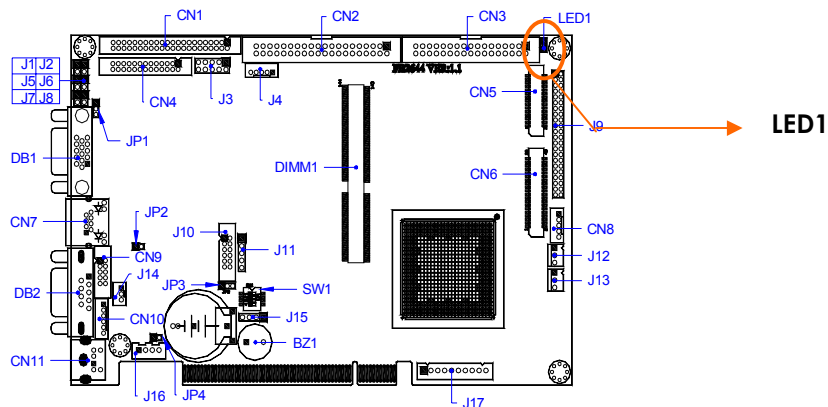 CN1
CN2
CN3
LED1
J1 J2
J5 J6
J7 J8
CN4
J3
J4
CN5
J9
LED1
JP1
DB1
DIMM1
CN6
CN7
JP2
J10
J11
CN8
CN9
J14
J12
JP3
SW1
J13
DB2
CN10
J15
BZ1
CN11
J16
JP4
J17